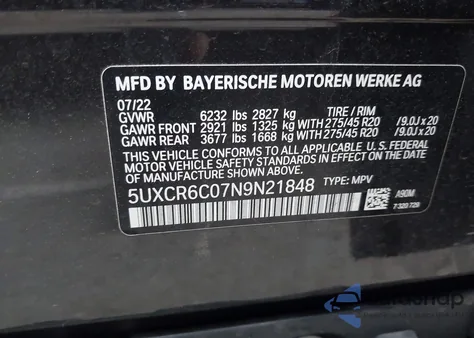 MFD BY BAYERISCHE MOTOREN WERKE AG
07/22 TIRE / RIM
GVWR 6232 lbs 2827 kg
GAWR FRONT 2921 lbs 1325 kg WITH 275/45 R20 /9.0J x 20
GAWR REAR 3677 lbs 1668 kg WITH 275/45 R20 /9.0J x 20
THIS VEHICLE CONFORMS TO ALL APPLICABLE U. S. FEDERAL
MOTOR VEHICLE SAFETY STANDARDS IN EFFECT ON THE DATE
OF MANUFACTURE SHOWN ABOVE.
5UXCR6C07N9N21848 TYPE: MPV
A90M
7 329 729